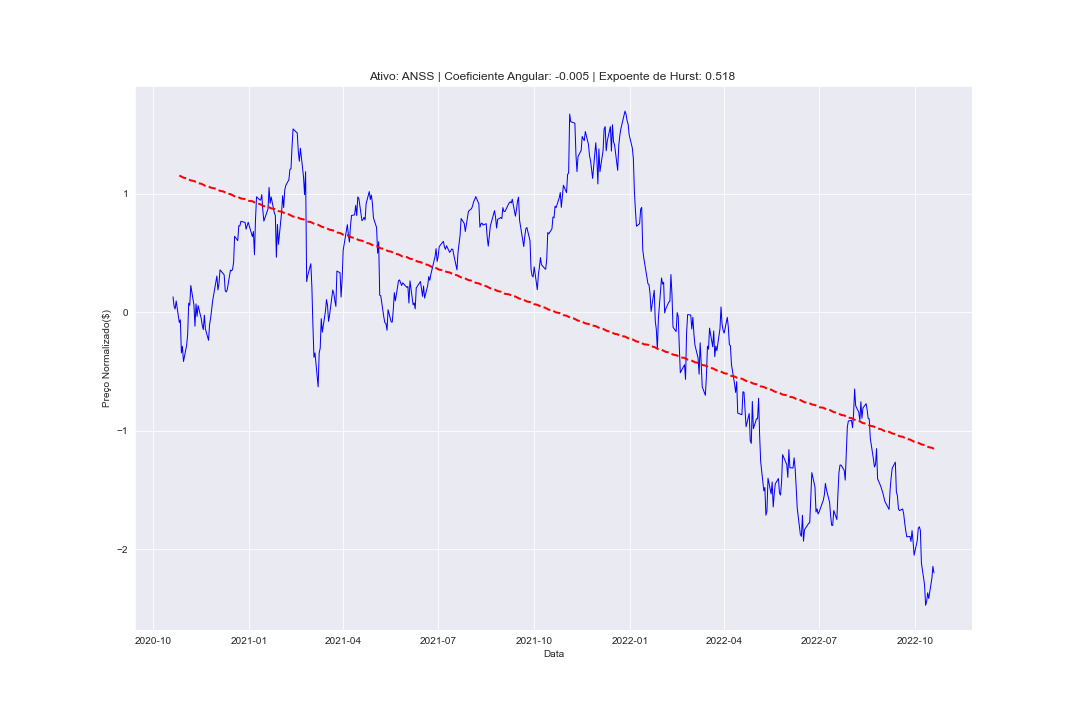 Ativo: ANSS | Coeficiente Angular: -0.005 | Expoente de Hurst: 0.518
Preço Normalizado($)
1
0
−1
−2
2020-10 2021-01 2021-04 2021-07 2021-10 2022-01 2022-04 2022-07 2022-10
Data